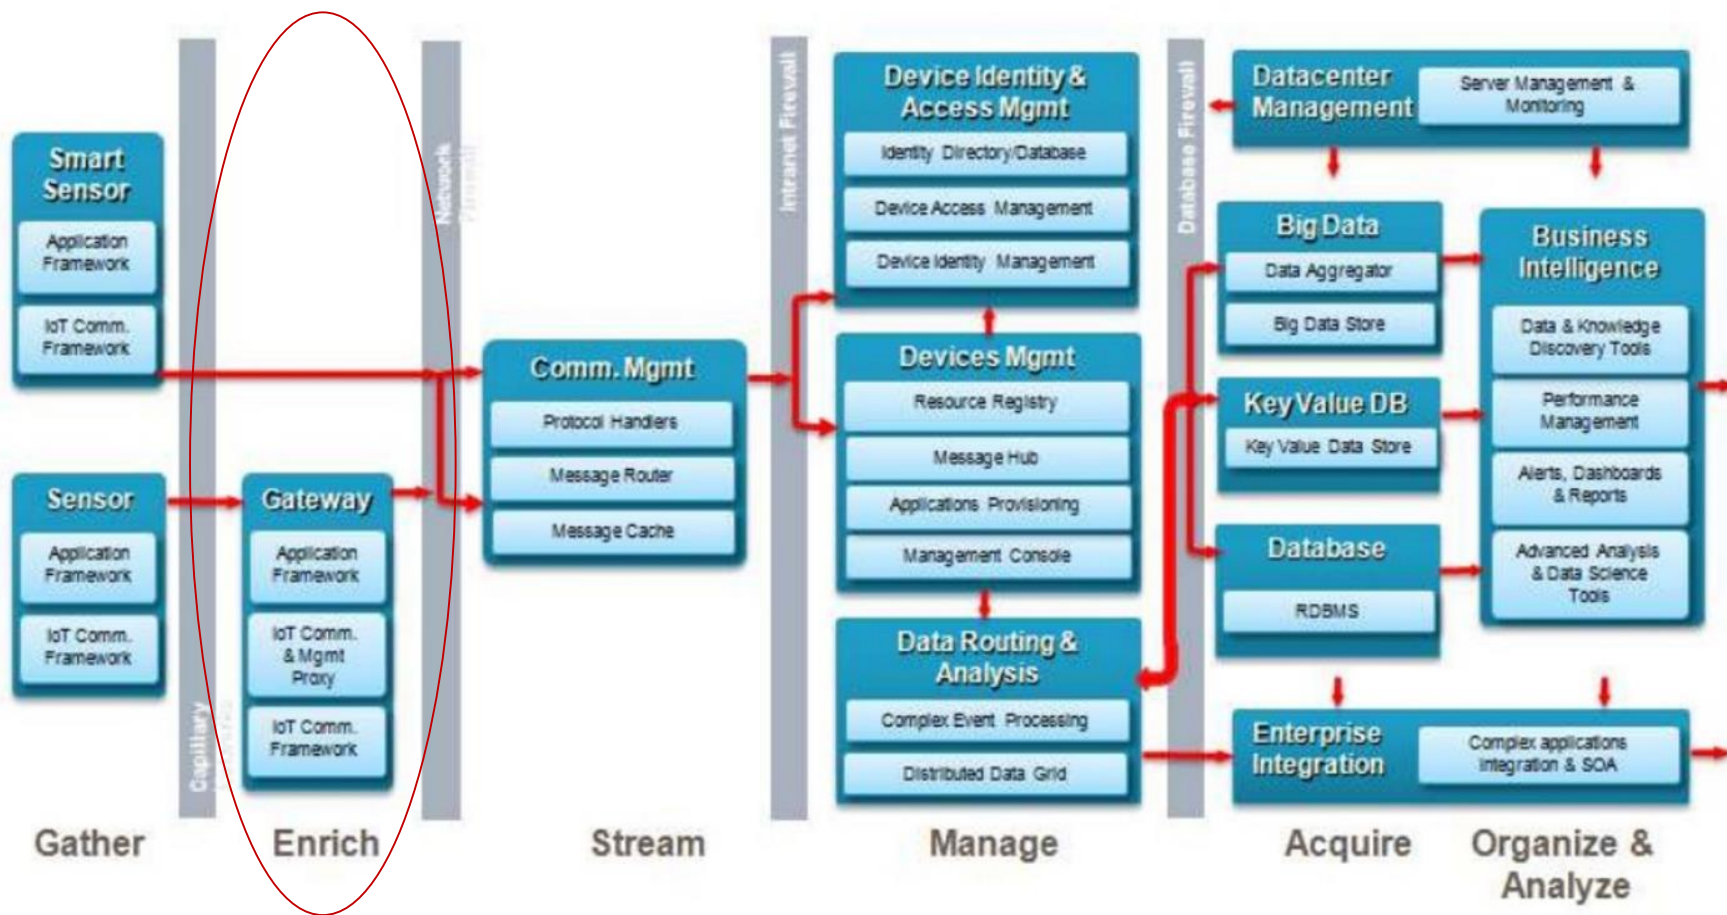 Smart
Sensor
Application
Framework
IoT Comm.
Framework
Sensor
Application
Framework
IoT Comm.
Framework
Gather
Capillary
Gateway
Application
Framework
IoT Comm.
& Mgmt
Proxy
IoT Comm.
Framework
Enrich
Network
Comm. Mgmt
Protocol Handlers
Message Router
Message Cache
Stream
Intranet Firewall
Device Identity &
Access Mgmt
Identity Directory/Database
Device Access Management
Device Identity Management
Devices Mgmt
Resource Registry
Message Hub
Applications Provisioning
Management Console
Data Routing &
Analysis
Complex Event Processing
Distributed Data Grid
Manage
Database Firewall
Datacenter
Management
Server Management &
Monitoring
Big Data
Data Aggregator
Big Data Store
Key Value DB
Key Value Data Store
Database
RDBMS
Business
Intelligence
Data & Knowledge
Discovery Tools
Performance
Management
Alerts, Dashboards
& Reports
Advanced Analysis
& Data Science
Tools
Enterprise
Integration
Complex applications
integration & SOA
Acquire
Organize &
Analyze